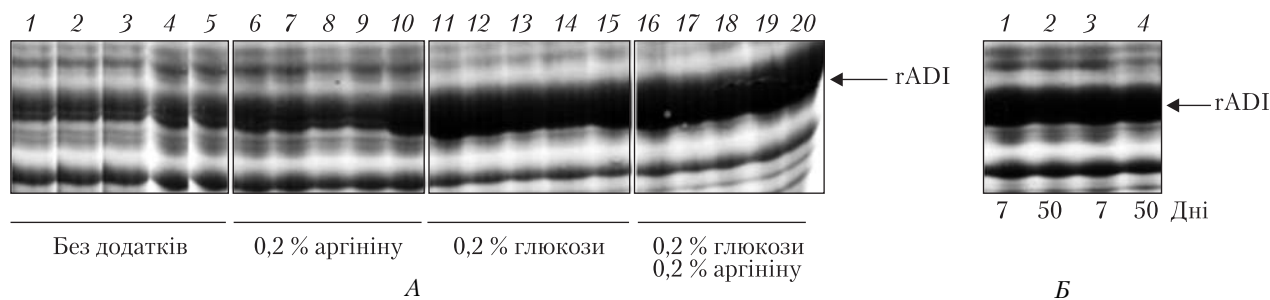 1 2 3 4 5 6 7 8 9 10 11 12 13 14 15 16 17 18 19 20
rADI
Без додатків
0,2 % аргініну
0,2 % глюкози
0,2 % глюкози
0,2 % аргініну
А
1 2 3 4
rADI
7 50 7 50 Дні
Б